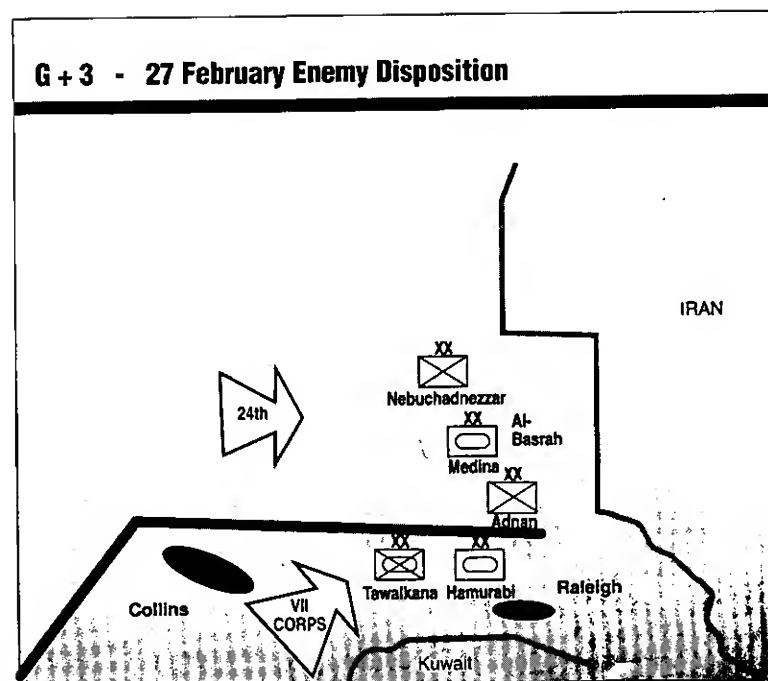 G + 3 - 27 February Enemy Disposition
IRAN
XX
Nebuchadnezzar
24th
XX
Al-
Basrah
Medina
XX
Adnan
XX
XX
Tawalkana
Hamurabi
Raleigh
Collins
VII
CORPS
Kuwait